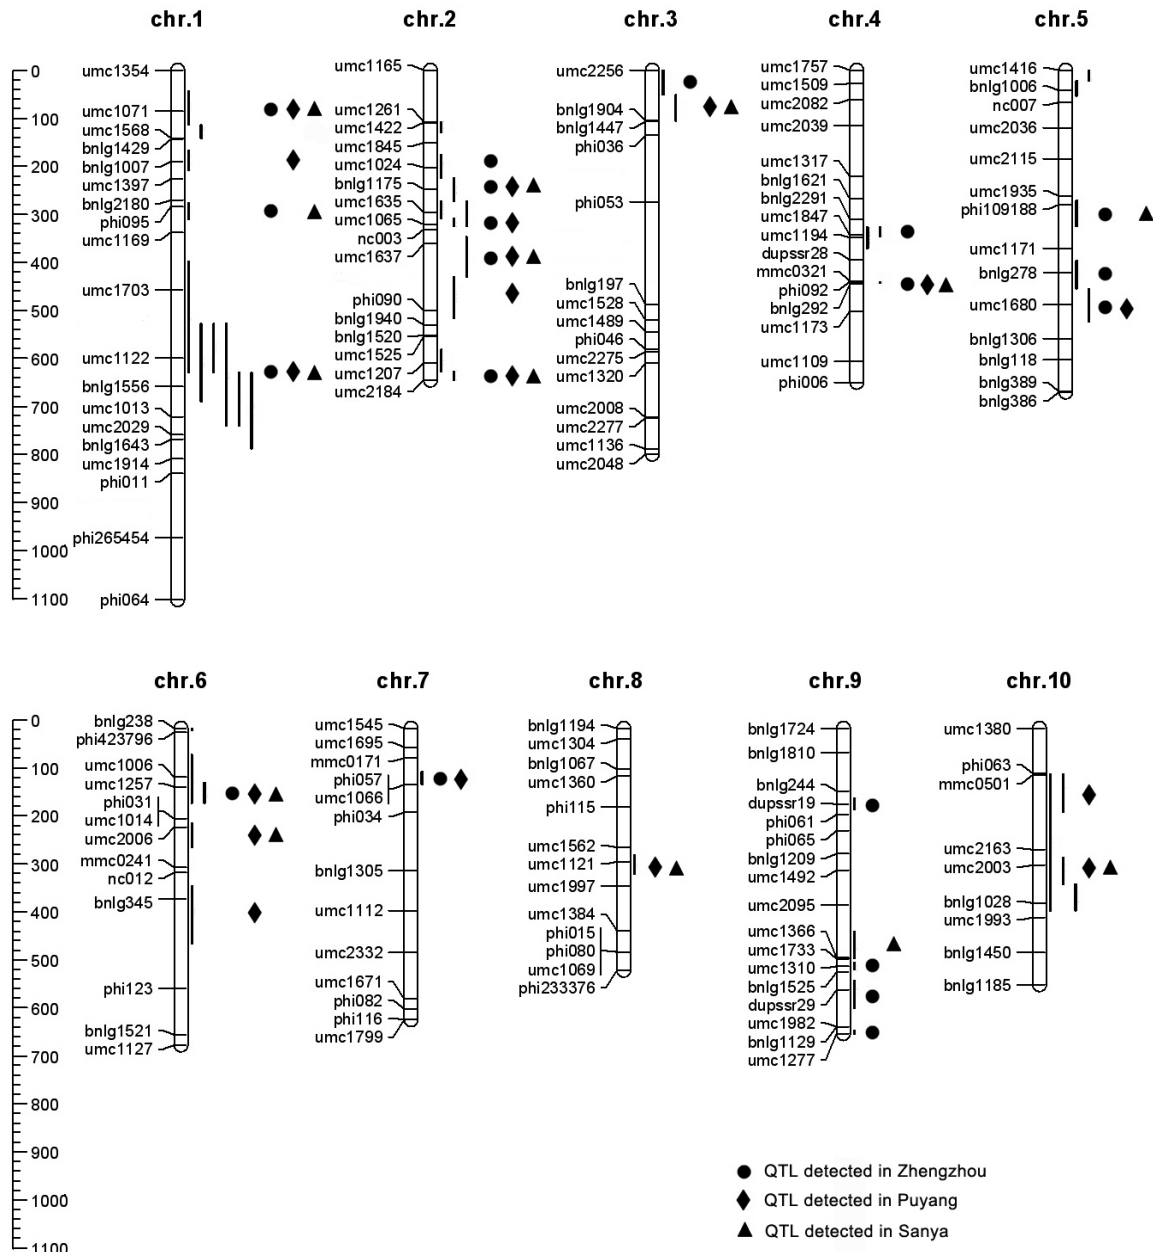 chr.1 chr.2 chr.3 chr.4 chr.5
0
100
200
300
400
500
600
700
800
900
1000
1100
umc1354
umc1071
umc1568
bnlg1429
bnlg1007
umc1397
bnlg2180
phi095
umc1169
umc1703
umc1122
bnlg1556
umc1013
umc2029
bnlg1643
umc1914
phi011
phi265454
phi064
umc1165
umc1261
umc1422
umc1845
umc1024
bnlg1175
umc1635
umc1065
nc003
umc1637
phi090
bnlg1940
bnlg1520
umc1525
umc1207
umc2184
umc2256
bnlg1904
bnlg1447
phi036
phi053
bnlg197
umc1528
umc1489
phi046
umc2275
umc1320
umc2008
umc2277
umc1136
umc2048
umc1757
umc1509
umc2082
umc2039
umc1317
bnlg1621
bnlg2291
umc1847
umc1194
dupssr28
mmc0321
phi092
bnlg292
umc1173
umc1109
phi006
umc1416
bnlg1006
nc007
umc2036
umc2115
umc1935
phi109188
umc1171
bnlg278
umc1680
bnlg1306
bnlg118
bnlg389
bnlg386
chr.6 chr.7 chr.8 chr.9 chr.10
0
100
200
300
400
500
600
700
800
900
1000
1100
bnlg238
phi423796
umc1006
umc1257
phi031
umc1014
umc2006
mmc0241
nc012
bnlg345
phi123
bnlg1521
umc1127
umc1545
umc1695
mmc0171
phi057
umc1066
phi034
bnlg1305
umc1112
umc2332
umc1671
phi082
phi116
umc1799
bnlg1194
umc1304
bnlg1067
umc1360
phi115
umc1562
umc1121
umc1997
umc1384
phi015
phi080
umc1069
phi233376
bnlg1724
bnlg1810
bnlg244
dupssr19
phi061
phi065
bnlg1209
umc1492
umc2095
umc1366
umc1733
umc1310
bnlg1525
dupssr29
umc1982
bnlg1129
umc1277
umc1380
phi063
mmc0501
umc2163
umc2003
bnlg1028
umc1993
bnlg1450
bnlg1185
QTL detected in Zhengzhou
QTL detected in Puyang
QTL detected in Sanya